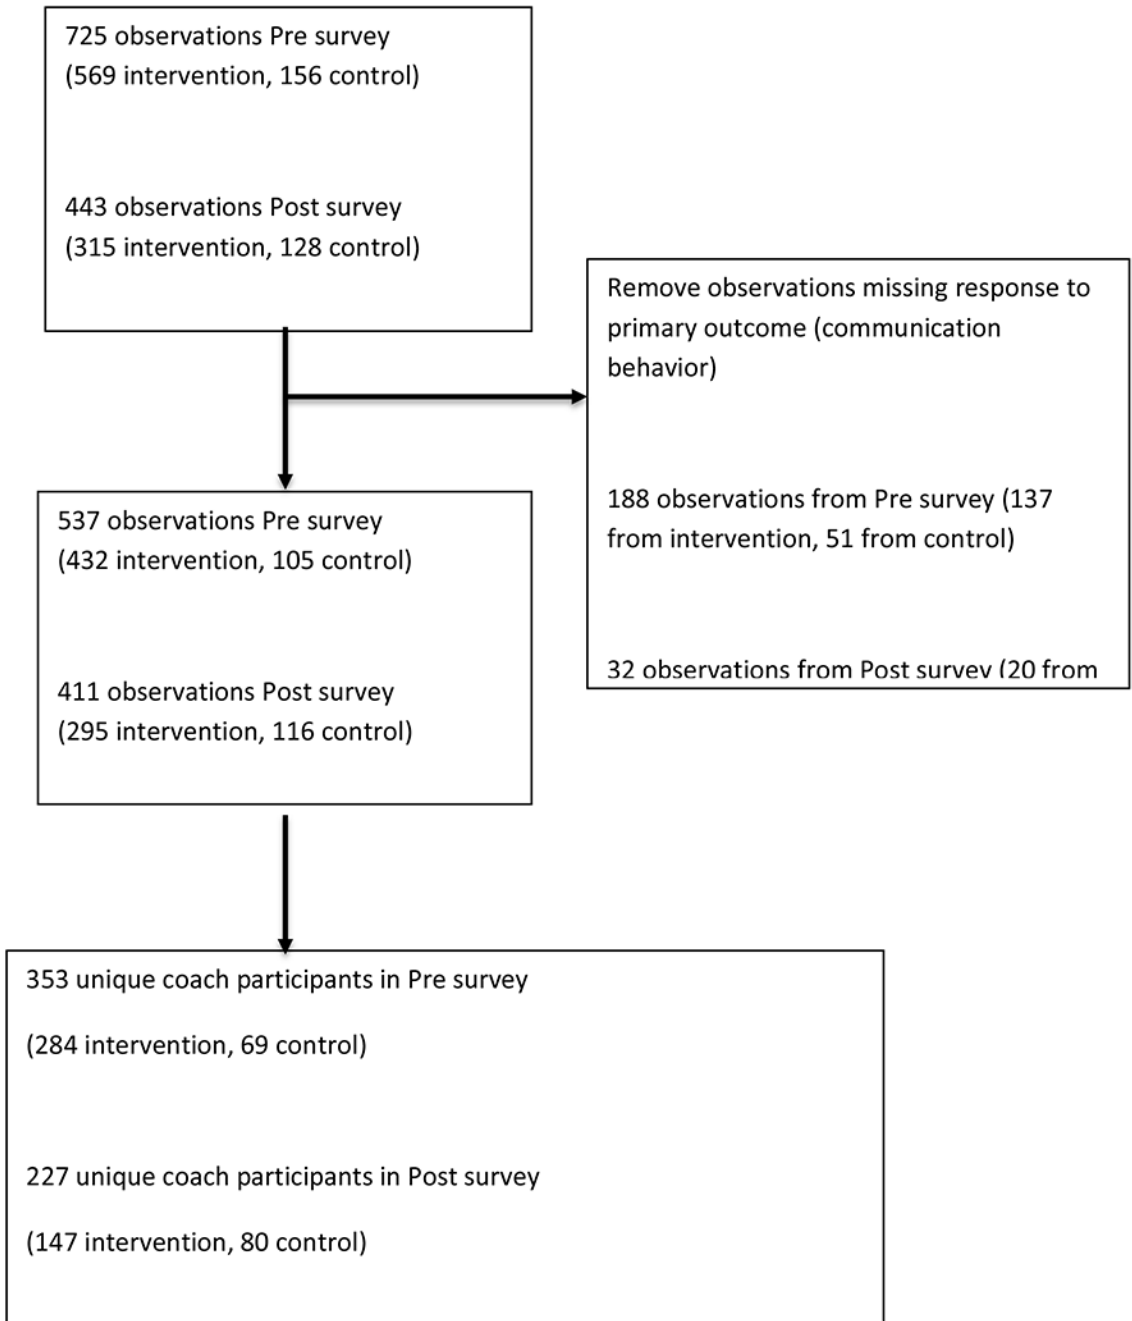 725 observations Pre survey
(569 intervention, 156 control)
443 observations Post survey
(315 intervention, 128 control)
Remove observations missing response to
primary outcome (communication
behavior)
188 observations from Pre survey (137
from intervention, 51 from control)
32 observations from Post survey (20 from
537 observations Pre survey
(432 intervention, 105 control)
411 observations Post survey
(295 intervention, 116 control)
353 unique coach participants in Pre survey
(284 intervention, 69 control)
227 unique coach participants in Post survey
(147 intervention, 80 control)